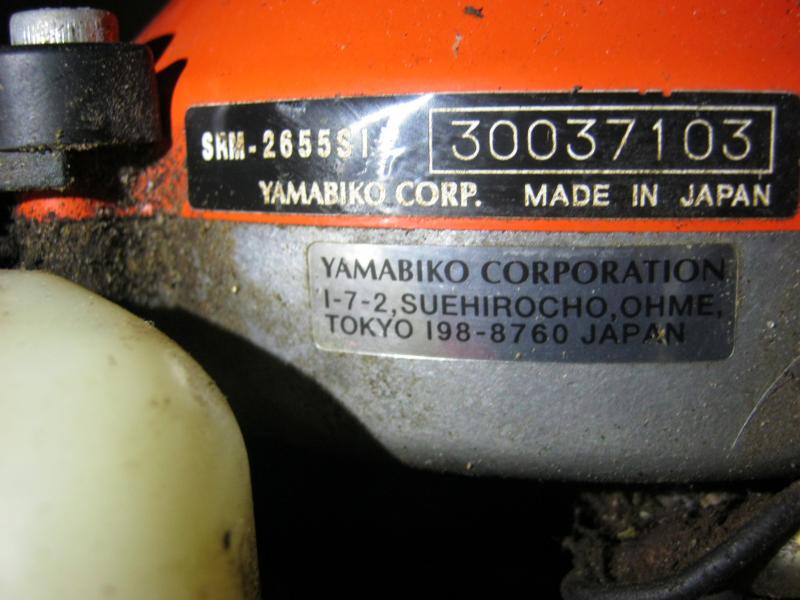 SRM-2655SI 30037103
YAMABIKO CORP. MADE IN JAPAN
YAMABIKO CORPORATION
1-7-2, SUEHIROCHO, OHME,
TOKYO 198-8760 JAPAN